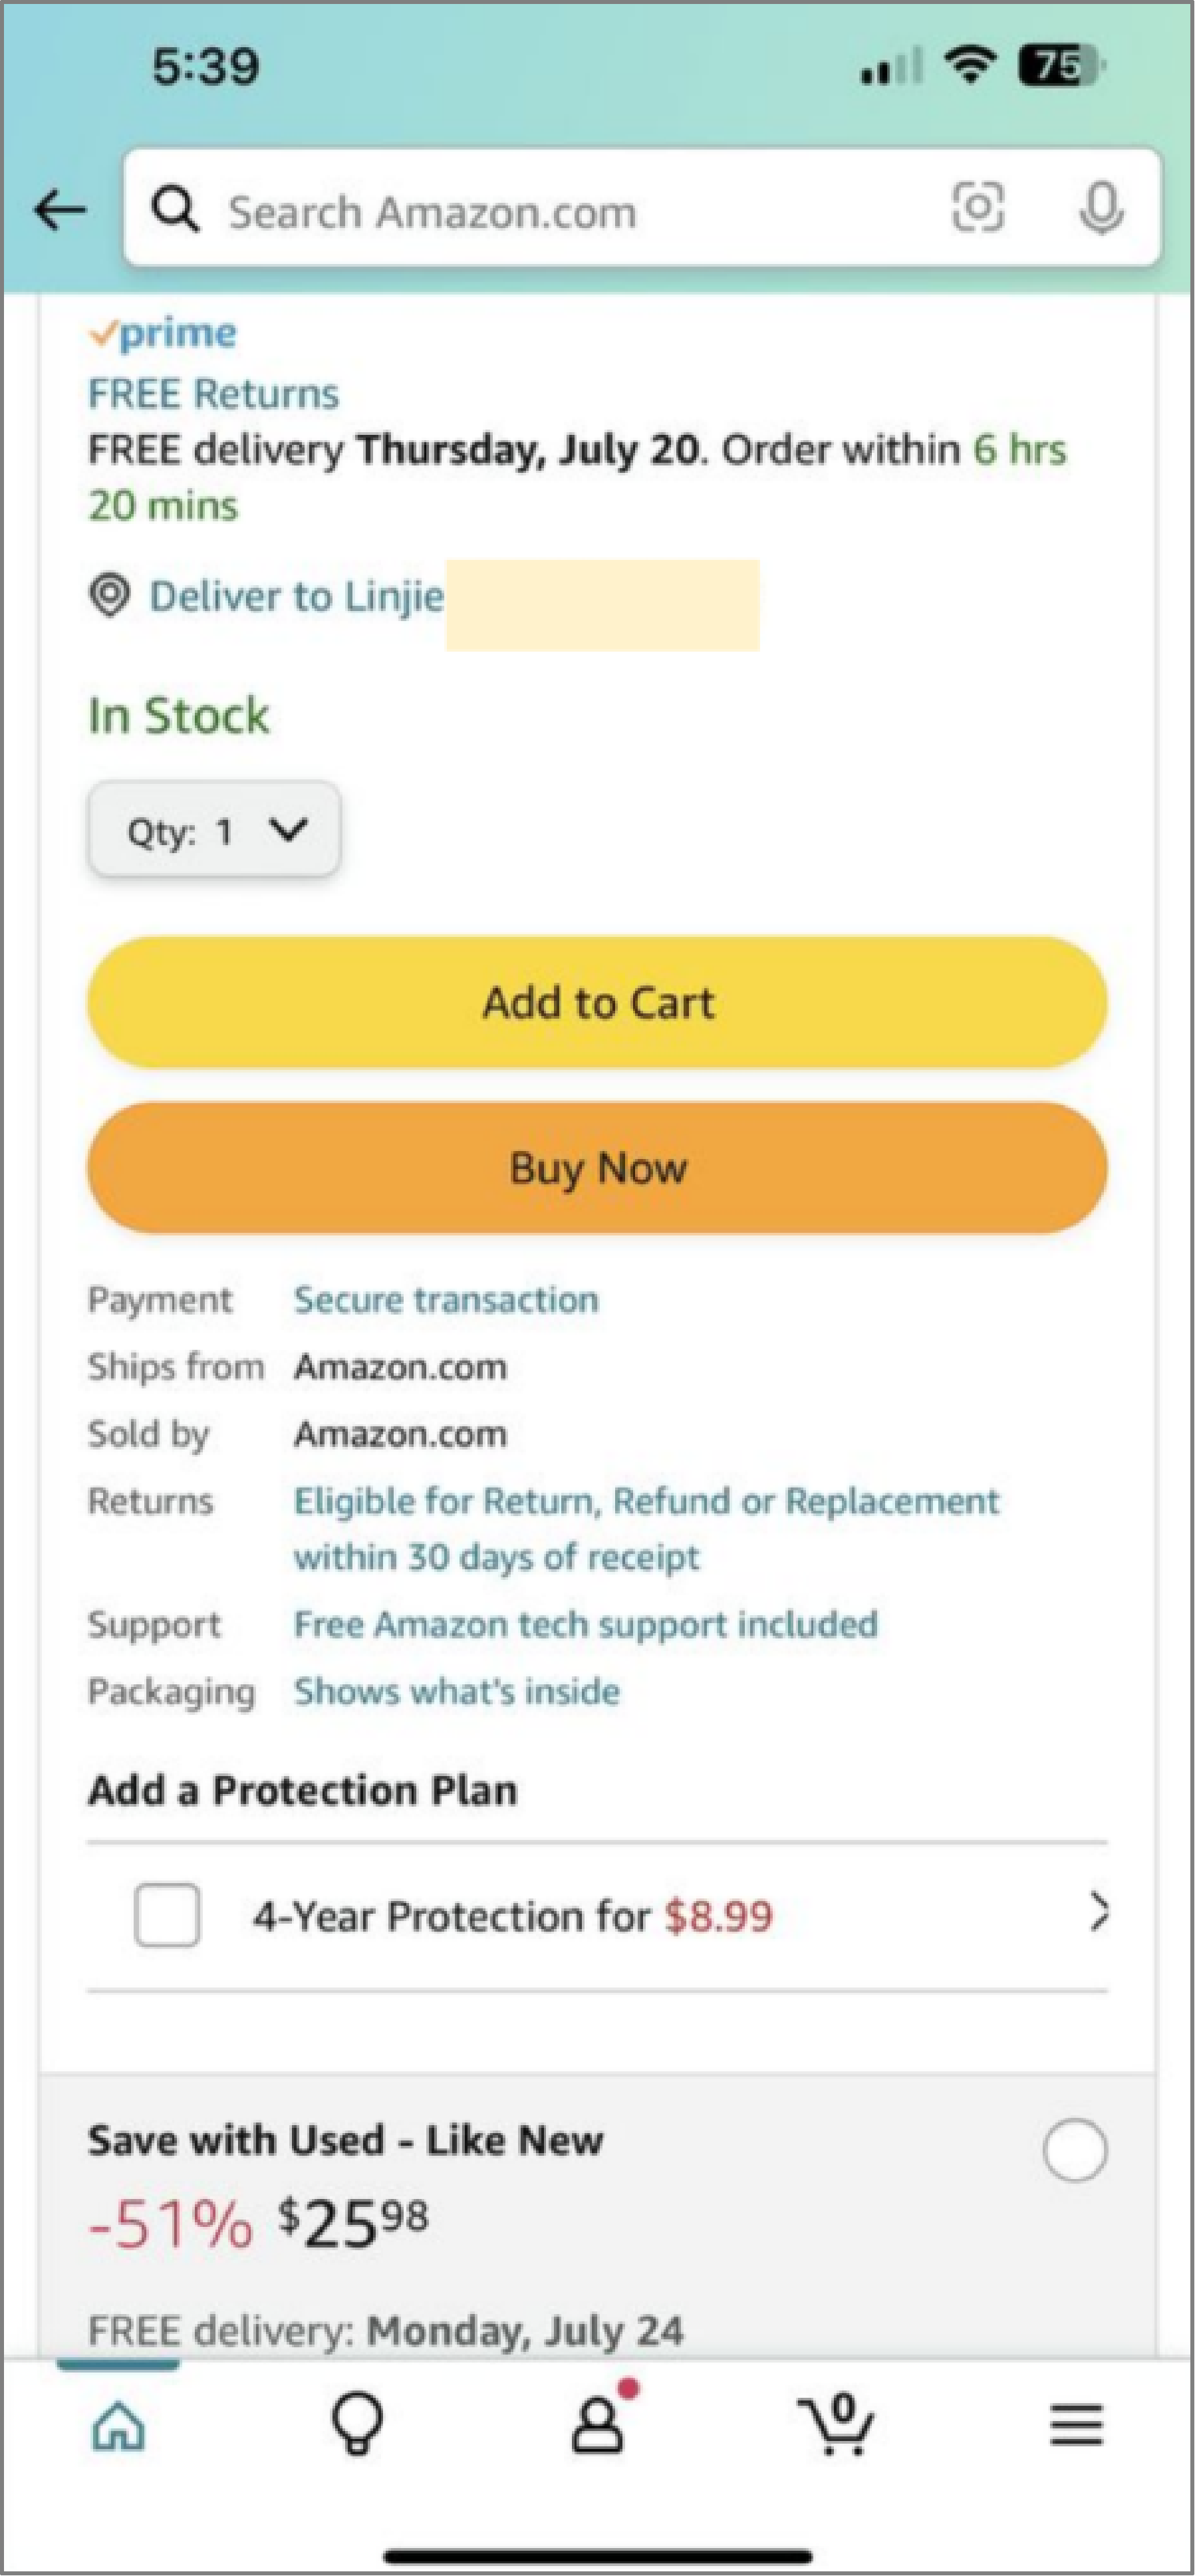 5:39
75
Search Amazon.com
prime
FREE Returns
FREE delivery Thursday, July 20. Order within 6 hrs
20 mins
Deliver to Linjie
In Stock
Qty: 1
Add to Cart
Buy Now
Payment Secure transaction
Ships from Amazon.com
Sold by Amazon.com
Returns Eligible for Return, Refund or Replacement
within 30 days of receipt
Support Free Amazon tech support included
Packaging Shows what's inside
Add a Protection Plan
4-Year Protection for $8.99
Save with Used - Like New
-51% $25 98
FREE delivery: Monday, July 24
0